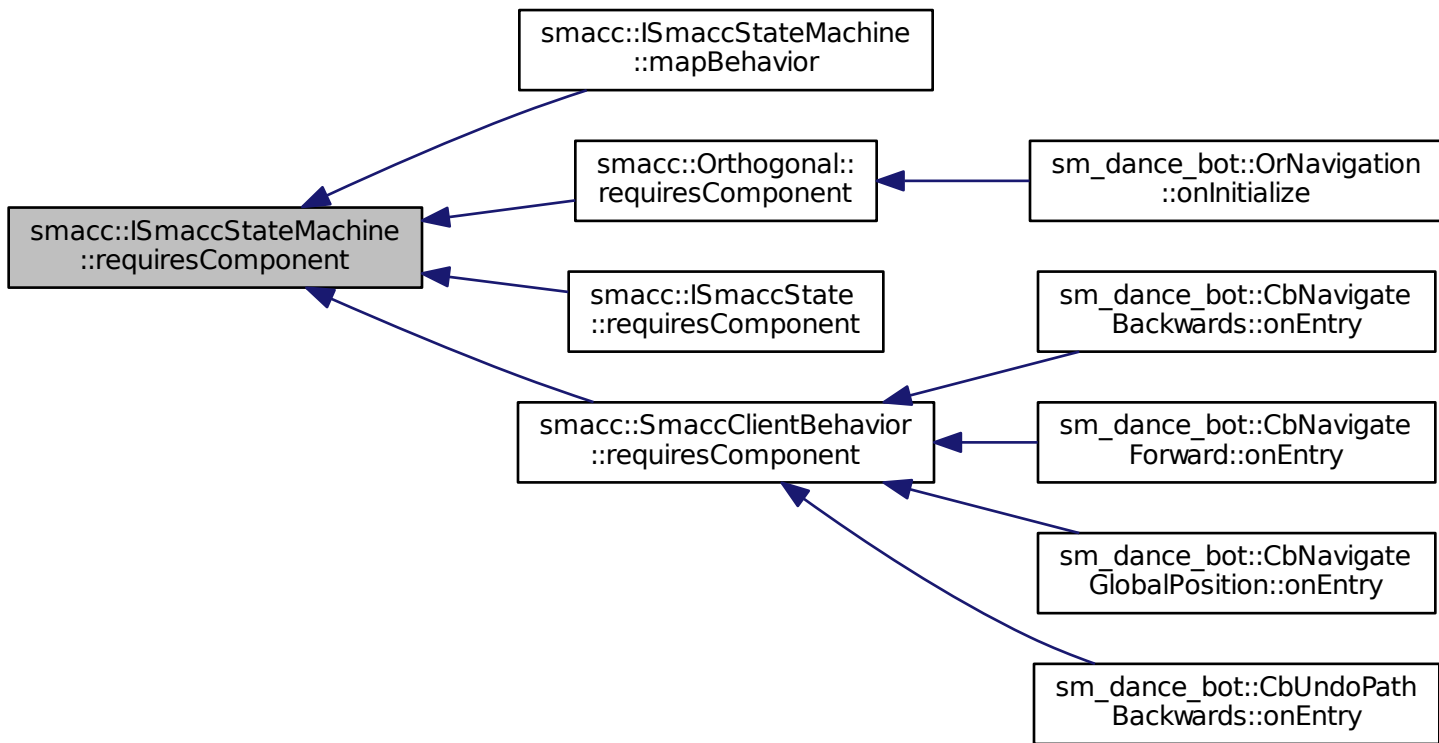 smacc::ISmaccStateMachine
::mapBehavior
smacc::Orthogonal::
requiresComponent
sm_dance_bot::OrNavigation
::onInitialize
smacc::ISmaccStateMachine
::requiresComponent
smacc::ISmaccState
::requiresComponent
sm_dance_bot::CbNavigate
Backwards::onEntry
smacc::SmaccClientBehavior
::requiresComponent
sm_dance_bot::CbNavigate
Forward::onEntry
sm_dance_bot::CbNavigate
GlobalPosition::onEntry
sm_dance_bot::CbUndoPath
Backwards::onEntry